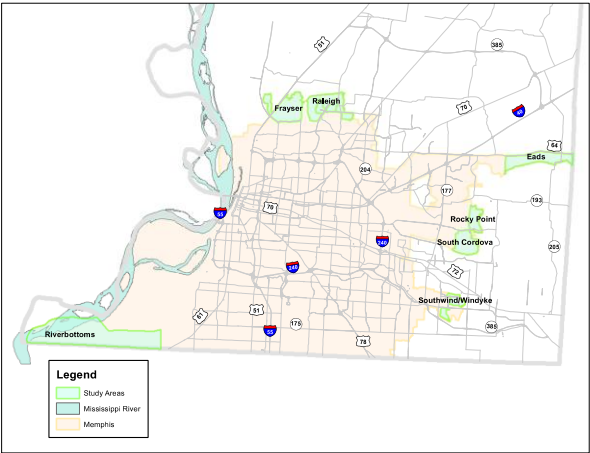 51
385
Raleigh
Frayser
70
40
64
Eads
204
177
193
55
70
Rocky Point
South Cordova
240
205
240
72
Southwind/Windyke
61
51
55
175
385
78
Riverbottoms
Legend
Study Areas
Mississippi River
Memphis